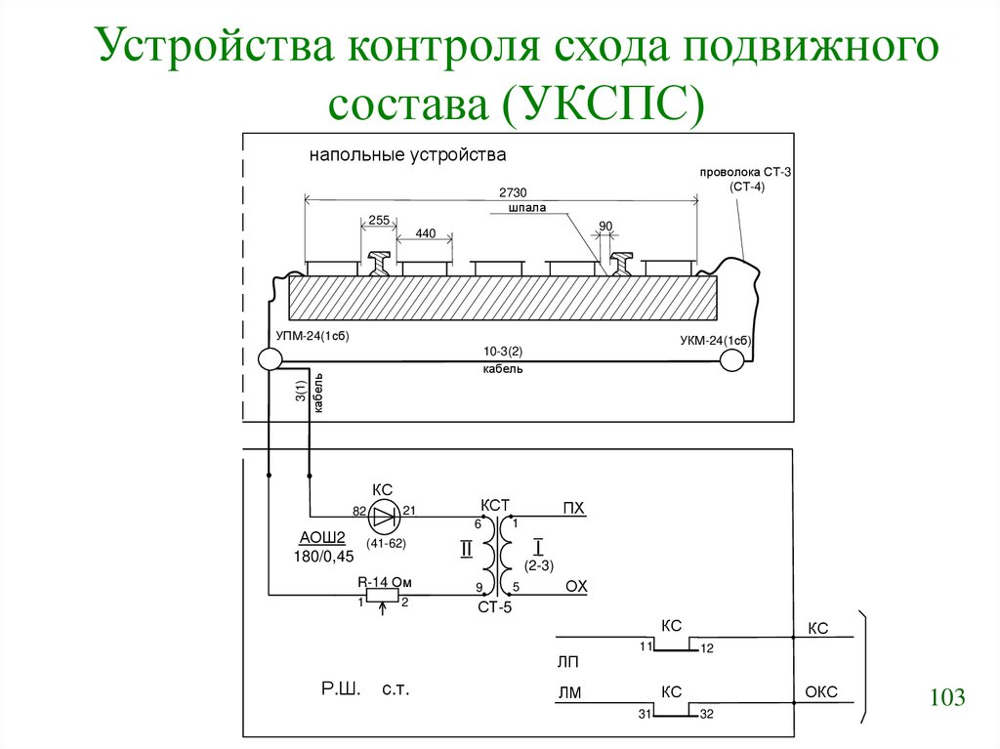 Устройства контроля схода подвижного
состава (УКСПС)
напольные устройства
проволока СТ-3
(СТ-4)
2730
шпала
255
440
90
УПМ-24(1сб)
УКМ-24(1сб)
10-3(2)
кабель
3(1)
кабель
КС
82
21
КСТ
ПХ
6
1
АОШ2
180/0,45
(41-62)
II
I
(2-3)
R-14 Ом
1
2
9
5
ОХ
СТ-5
КС
КС
11
12
ЛП
Р.Ш. с.т.
ЛМ
КС
ОКС
31
32
103